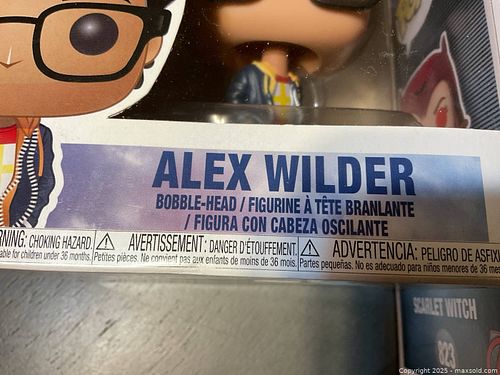 ALEX WILDER
BOBBLE-HEAD / FIGURINE À TÊTE BRANLANTE
/ FIGURA CON CABEZA OSCILANTE
RNING: CHOKING HAZARD.
able for children under 36 months.
AVERTISSEMENT: DANGER D'ÉTOUFFEMENT.
Petites pièces. Ne convient pas aux enfants de moins de 36 mois.
ADVERTENCIA: PELIGRO DE ASFIXI
Partes pequeñas. No es adecuado para niños menores de 36 mes
SCARLET WITCH
823
Copyright 2025 - maxsold.com